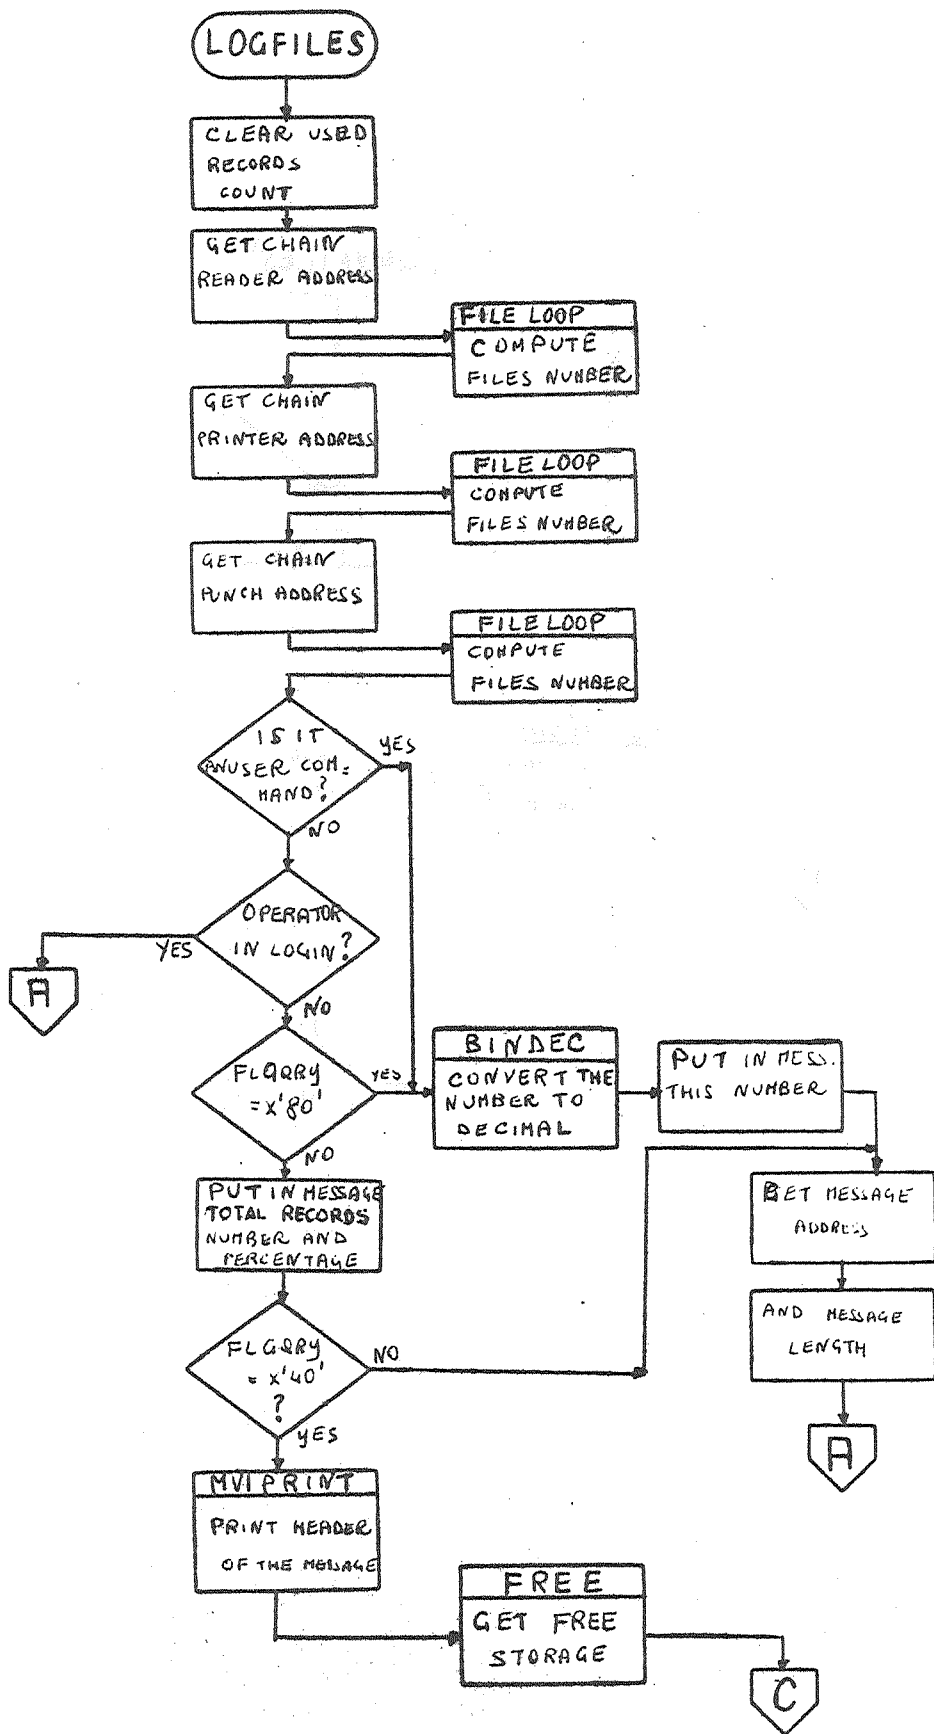 LOGFILES
CLEAR USED
RECORDS
COUNT
GET CHAIN
READER ADDRESS
FILE LOOP
COMPUTE
FILES NUMBER
GET CHAIN
PRINTER ADDRESS
FILE LOOP
COMPUTE
FILES NUMBER
GET CHAIN
PUNCH ADDRESS
FILE LOOP
COMPUTE
FILES NUMBER
IS IT
ANUSER COM-
MAND?
YES
NO
OPERATOR
IN LOGIN?
YES
A
NO
FLGQRY
=X'80'
YES
NO
BINDEC
CONVERT THE
NUMBER TO
DECIMAL
PUT IN MESS.
THIS NUMBER
PUT IN MESSAGE
TOTAL RECORDS
NUMBER AND
PERCENTAGE
GET MESSAGE
ADDRESS
AND MESSAGE
LENGTH
A
FLGQRY
= X'40'
?
NO
YES
MVIPRINT
PRINT HEADER
OF THE MESSAGE
FREE
GET FREE
STORAGE
C